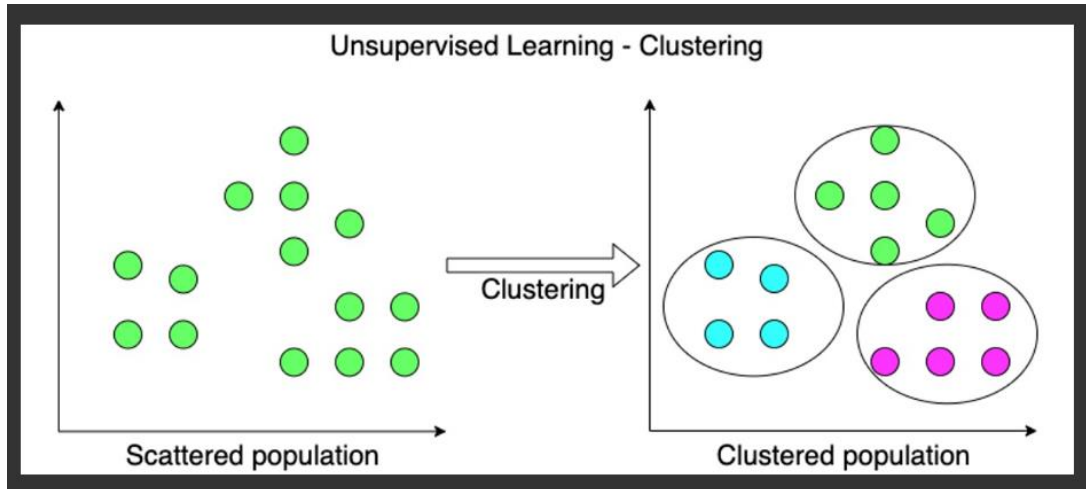 Unsupervised Learning - Clustering
Clustering
Scattered population
Clustered population